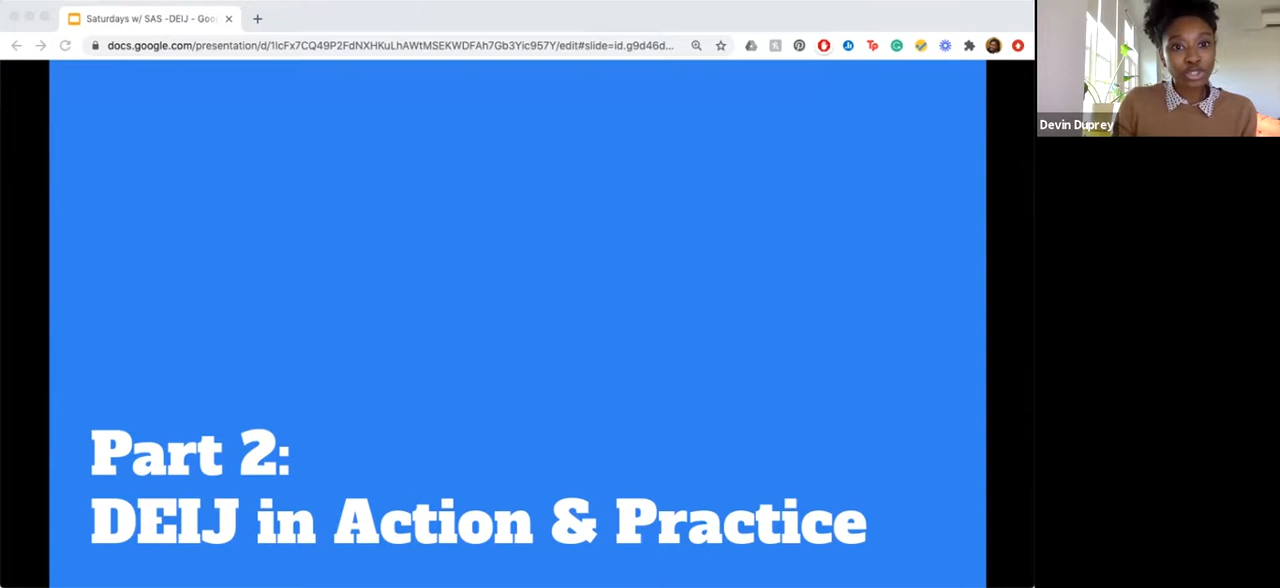 Saturdays w/ SAS -DEIJ - Goo
docs.google.com/presentation/d/1lcFx7CQ49P2FdNXHKuLhAWtMSEKWDFAh7Gb3Yic957Y/edit#slide=id.g9d46d...
Tp
Devin Duprey
Part 2:
DEIJ in Action & Practice